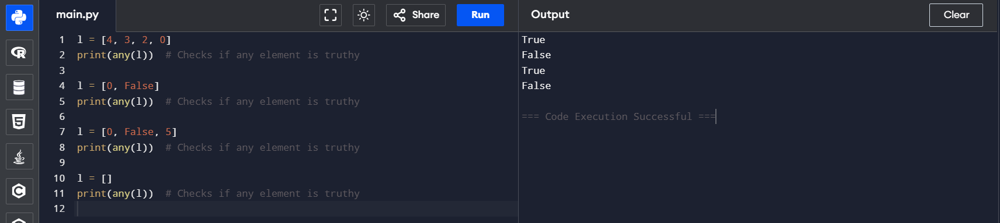 main.py
Share
Run
Output
Clear
1 l = [4, 3, 2, 0]
2 print(any(l))  # Checks if any element is truthy
3
4 l = [0, False]
5 print(any(l))  # Checks if any element is truthy
6
7 l = [0, False, 5]
8 print(any(l))  # Checks if any element is truthy
9
10 l = []
11 print(any(l))  # Checks if any element is truthy
12
True
False
True
False
=== Code Execution Successful ===